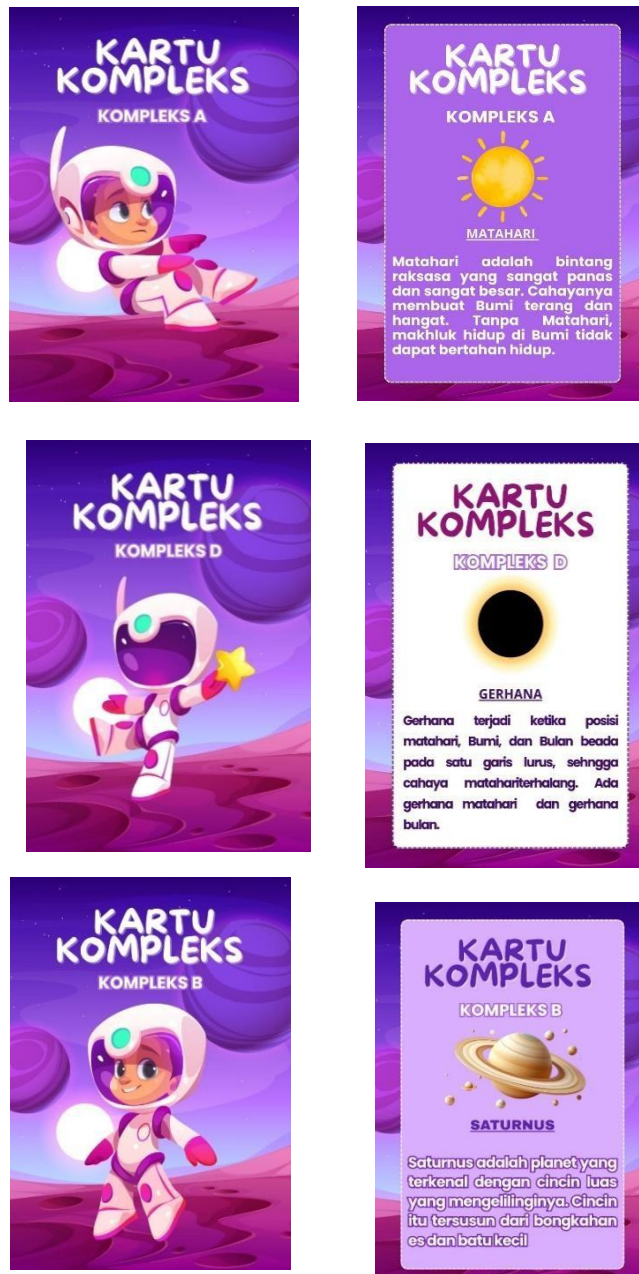 KARTU
KOMPLEKS
KOMPLEKS A
KARTU
KOMPLEKS
KOMPLEKS A
MATAHARI
Matahari adalah bintang
raksasa yang sangat panas
dan sangat besar. Cahayanya
membuat Bumi terang dan
hangat. Tanpa Matahari,
makhluk hidup di Bumi tidak
dapat bertahan hidup.
KARTU
KOMPLEKS
KOMPLEKS D
KARTU
KOMPLEKS
KOMPLEKS D
GERHANA
Gerhana terjadi ketika posisi
matahari, Bumi, dan Bulan beada
pada satu garis lurus, sehngga
cahaya matahariterhalang. Ada
gerhana matahari dan gerhana
bulan.
KARTU
KOMPLEKS
KOMPLEKS B
KARTU
KOMPLEKS
KOMPLEKS B
SATURNUS
Saturnus adalah planet yang
terkenal dengan cincin luas
yang mengelilinginya. Cincin
itu tersusun dari bongkahan
es dan batu kecil